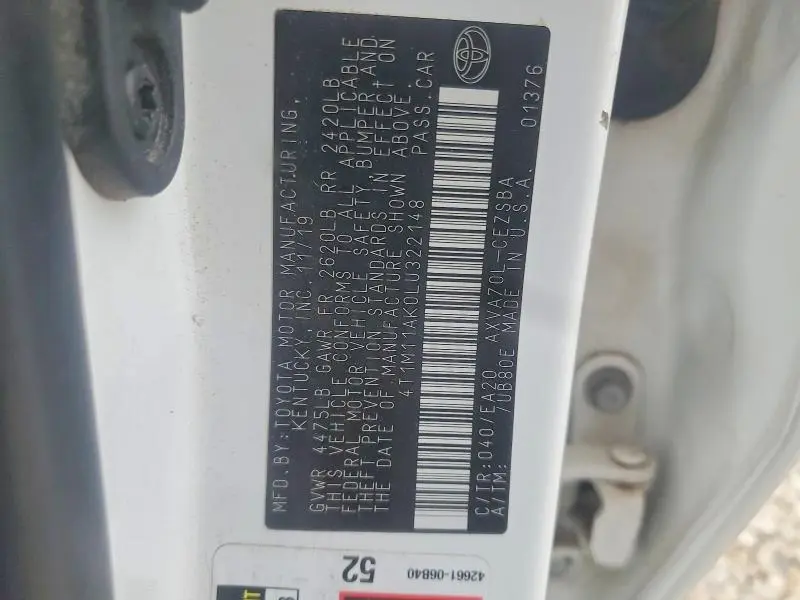 MFD. BY: TOYOTA MOTOR MANUFACTURING,
KENTUCKY, INC. 11/19
GVWR 4475LB GAWR FR 2620LB RR 2420LB
THIS VEHICLE CONFORMS TO ALL APPLICABLE
FEDERAL MOTOR VEHICLE SAFETY, BUMPER, AND
THEFT PREVENTION STANDARDS IN EFFECT ON
THE DATE OF MANUFACTURE SHOWN ABOVE.
4T1M11AK0LU322148 PASS. CAR
C/TR: 040/EA20 AXVA70L-CEZSBA
A/TM: 7UB80E MADE IN U.S.A. 01376
52
42661-06B40